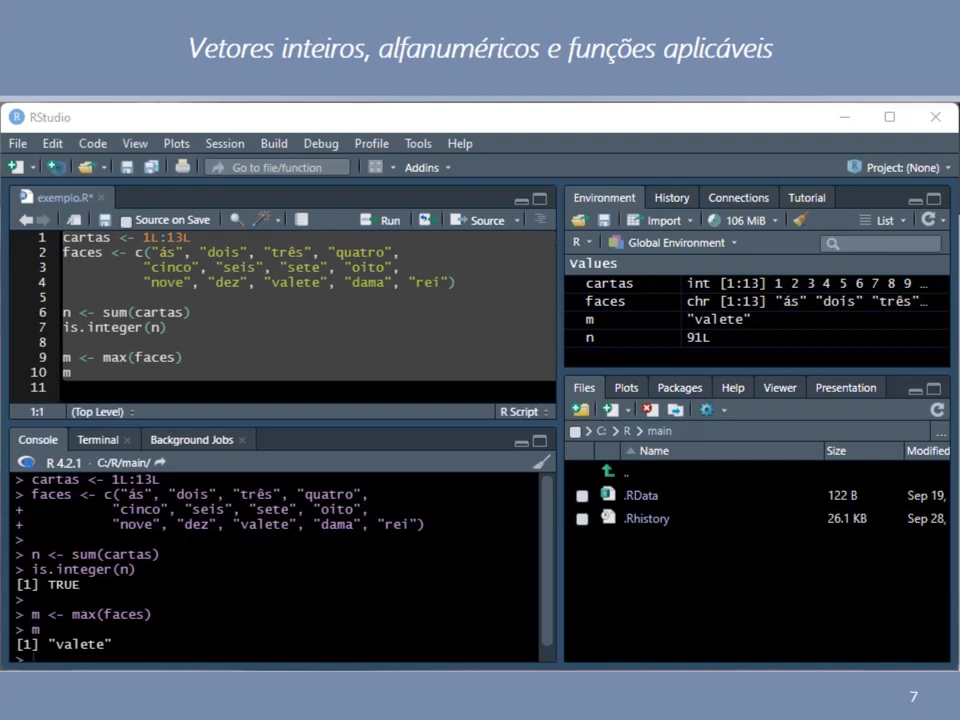 Vetores inteiros, alfanuméricos e funções aplicáveis
RStudio
File Edit Code View Plots Session Build Debug Profile Tools Help
Go to file/function Addins Project: (None)
exemplo.R*
Source on Save Run Source
1 cartas <- 1L:13L
2 faces <- c("ás", "dois", "três", "quatro",
3 "cinco", "seis", "sete", "oito",
4 "nove", "dez", "valete", "dama", "rei")
5
6 n <- sum(cartas)
7 is.integer(n)
8
9 m <- max(faces)
10 m
11
1:1 (Top Level) R Script
Console Terminal Background Jobs
R 4.2.1 · C:/R/main/
> cartas <- 1L:13L
> faces <- c("ás", "dois", "três", "quatro",
+ "cinco", "seis", "sete", "oito",
+ "nove", "dez", "valete", "dama", "rei")
>
> n <- sum(cartas)
> is.integer(n)
[1] TRUE
>
> m <- max(faces)
> m
[1] "valete"
>
Environment History Connections Tutorial
Import 106 MiB List
R Global Environment
Values
cartas int [1:13] 1 2 3 4 5 6 7 8 9 …
faces chr [1:13] "ás" "dois" "três"…
m "valete"
n 91L
Files Plots Packages Help Viewer Presentation
C: > R > main ...
Name Size Modified
..
.RData 122 B Sep 19,
.Rhistory 26.1 KB Sep 28,
7